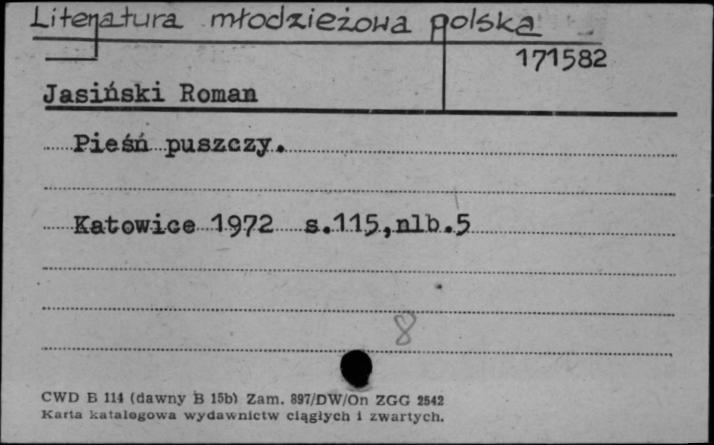 Literatura młodzieżowa polska
171582
Jasiński Roman
Pieśń puszczy.
Katowice 1972 s.115,nlb.5
8
CWD B 114 (dawny B 15b) Zam. 897/DW/On ZGG 2542
Karta katalogowa wydawnictw ciągłych i zwartych.